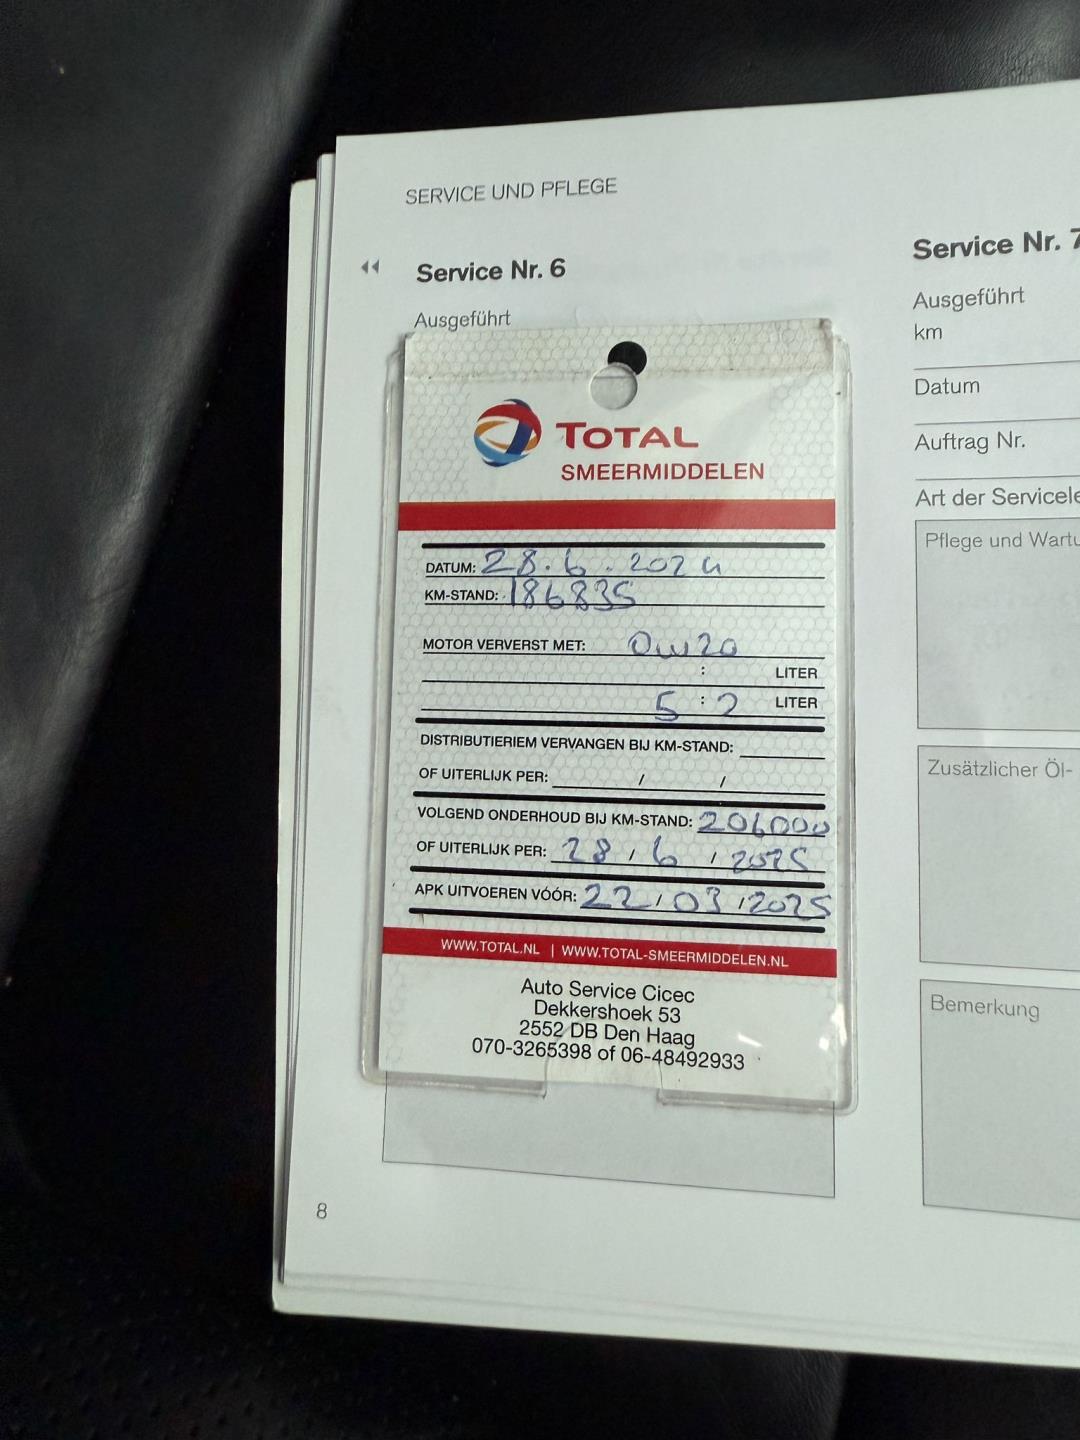 SERVICE UND PFLEGE
Service Nr. 6
Ausgeführt
TOTAL
SMEERMIDDELEN
DATUM: 28.6.2024
KM-STAND: 186835
MOTOR VERVERST MET: 0w20
: LITER
5 : 2 LITER
DISTRIBUTIERIEM VERVANGEN BIJ KM-STAND:
OF UITERLIJK PER: / /
VOLGEND ONDERHOUD BIJ KM-STAND: 206000
OF UITERLIJK PER: 28 / 6 / 2025
APK UITVOEREN VÓÓR: 22 / 03 / 2025
WWW.TOTAL.NL | WWW.TOTAL-SMEERMIDDELEN.NL
Auto Service Cicec
Dekkershoek 53
2552 DB Den Haag
070-3265398 of 06-48492933
8
Service Nr. 7
Ausgeführt
km
Datum
Auftrag Nr.
Art der Servicele
Pflege und Wartu
Zusätzlicher Öl-
Bemerkung